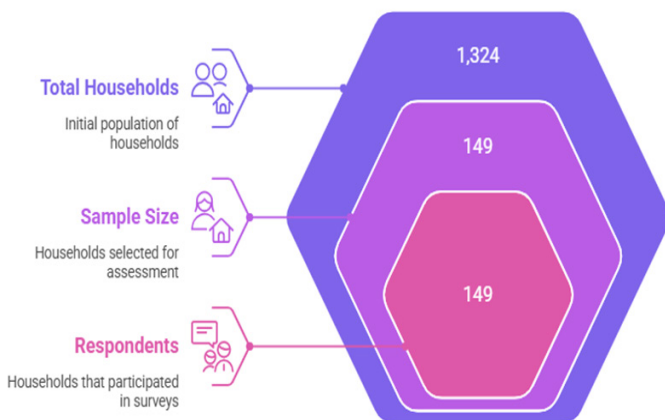 1,324
Total Households
Initial population of
households
149
Sample Size
Households selected for
assessment
149
Respondents
Households that participated
in surveys